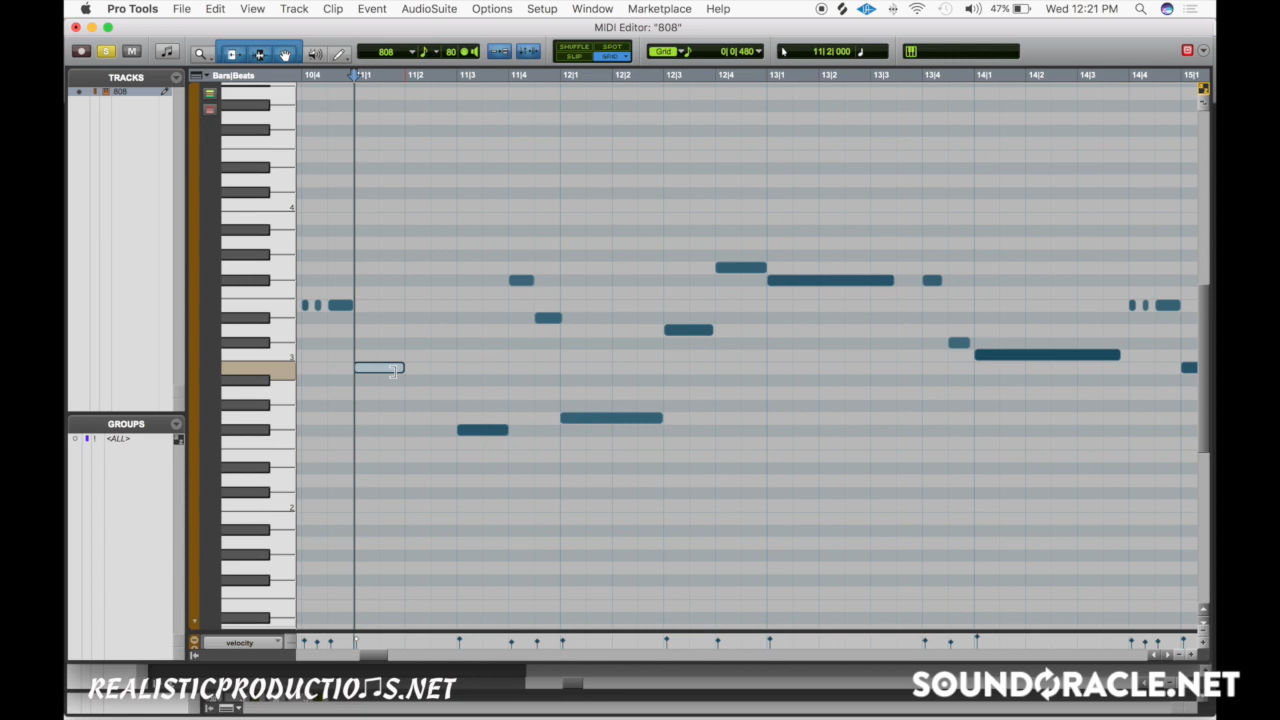 Pro Tools File Edit View Track Clip Event AudioSuite Options Setup Window Marketplace Help 47% Wed 12:21 PM
MIDI Editor: "808"
S M 808 80 SHUFFLE SPOT SLIP GRID Grid 0|0|480 11|2|000
TRACKS
808
Bars|Beats 10|4 11|1 11|2 11|3 11|4 12|1 12|2 12|3 12|4 13|1 13|2 13|3 13|4 14|1 14|2 14|3 14|4 15|1
4
3
GROUPS
! <ALL>
2
velocity
REALISTICPRODUCTIONS.NET
SOUNDORACLE.NET